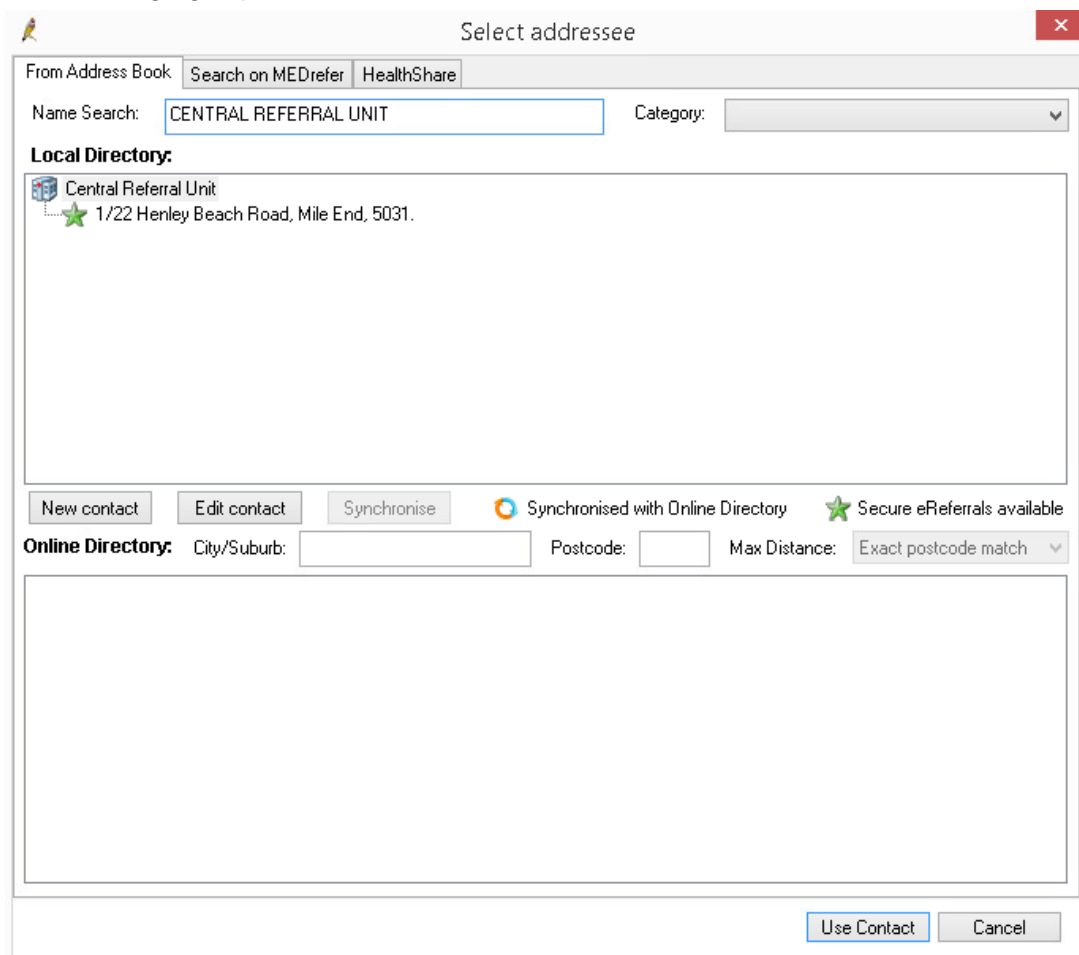 Select addressee
From Address Book Search on MEDrefer HealthShare
Name Search: CENTRAL REFERRAL UNIT Category:
Local Directory:
Central Referral Unit
1/22 Henley Beach Road, Mile End, 5031.
New contact Edit contact Synchronise Synchronised with Online Directory Secure eReferrals available
Online Directory: City/Suburb: Postcode: Max Distance: Exact postcode match
Use Contact Cancel